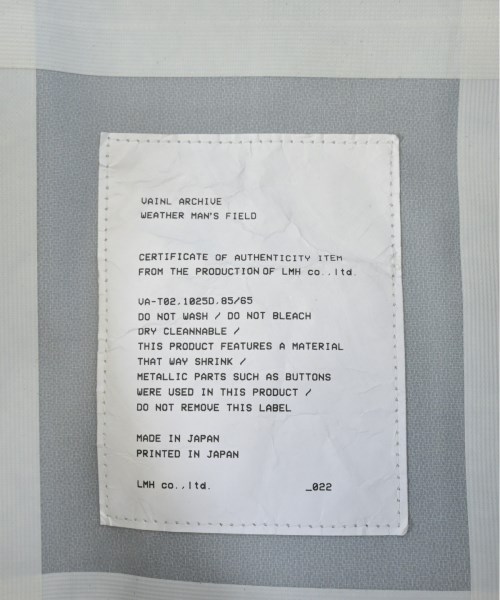 VAINL ARCHIVE
WEATHER MAN'S FIELD
CERTIFICATE OF AUTHENTICITY ITEM
FROM THE PRODUCTION OF LMH co.,ltd.
VA-T02.1025D.85/65
DO NOT WASH / DO NOT BLEACH
DRY CLEANNABLE /
THIS PRODUCT FEATURES A MATERIAL
THAT WAY SHRINK /
METALLIC PARTS SUCH AS BUTTONS
WERE USED IN THIS PRODUCT /
DO NOT REMOVE THIS LABEL
MADE IN JAPAN
PRINTED IN JAPAN
LMH co.,ltd. _022